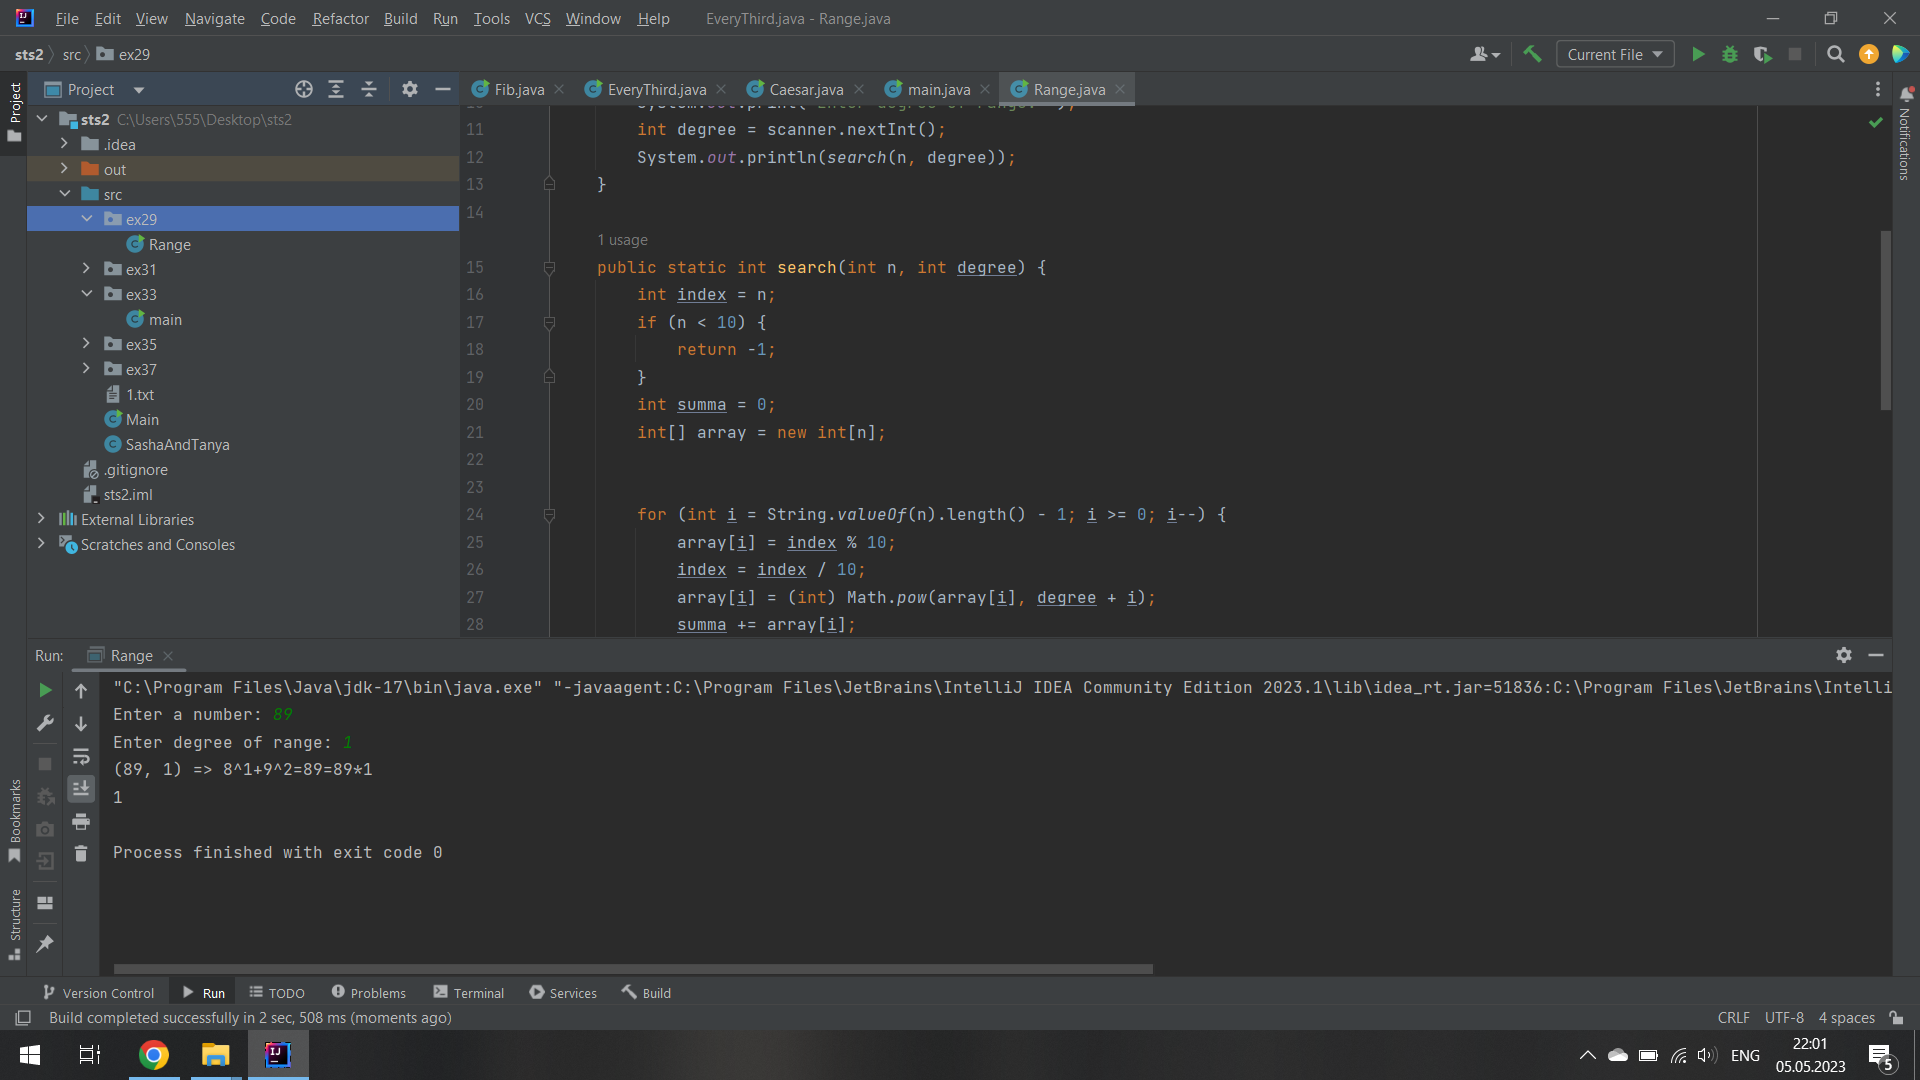 File Edit View Navigate Code Refactor Build Run Tools VCS Window Help EveryThird.java - Range.java
sts2 src ex29 Current File
Project
Fib.java EveryThird.java Caesar.java main.java Range.java
Project
Notifications
sts2 C:\Users\555\Desktop\sts2
.idea
out
src
ex29
Range
ex31
ex33
main
ex35
ex37
1.txt
Main
SashaAndTanya
.gitignore
sts2.iml
External Libraries
Scratches and Consoles
11 int degree = scanner.nextInt();
12 System.out.println(search(n, degree));
13 }
14
1 usage
15 public static int search(int n, int degree) {
16 int index = n;
17 if (n < 10) {
18 return -1;
19 }
20 int summa = 0;
21 int[] array = new int[n];
22
23
24 for (int i = String.valueOf(n).length() - 1; i >= 0; i--) {
25 array[i] = index % 10;
26 index = index / 10;
27 array[i] = (int) Math.pow(array[i], degree + i);
28 summa += array[i];
Run: Range
"C:\Program Files\Java\jdk-17\bin\java.exe" "-javaagent:C:\Program Files\JetBrains\IntelliJ IDEA Community Edition 2023.1\lib\idea_rt.jar=51836:C:\Program Files\JetBrains\Intelli
Enter a number: 89
Enter degree of range: 1
(89, 1) => 8^1+9^2=89=89*1
1
Process finished with exit code 0
Bookmarks
Structure
Version Control Run TODO Problems Terminal Services Build
Build completed successfully in 2 sec, 508 ms (moments ago) CRLF UTF-8 4 spaces
ENG 22:01
05.05.2023 5